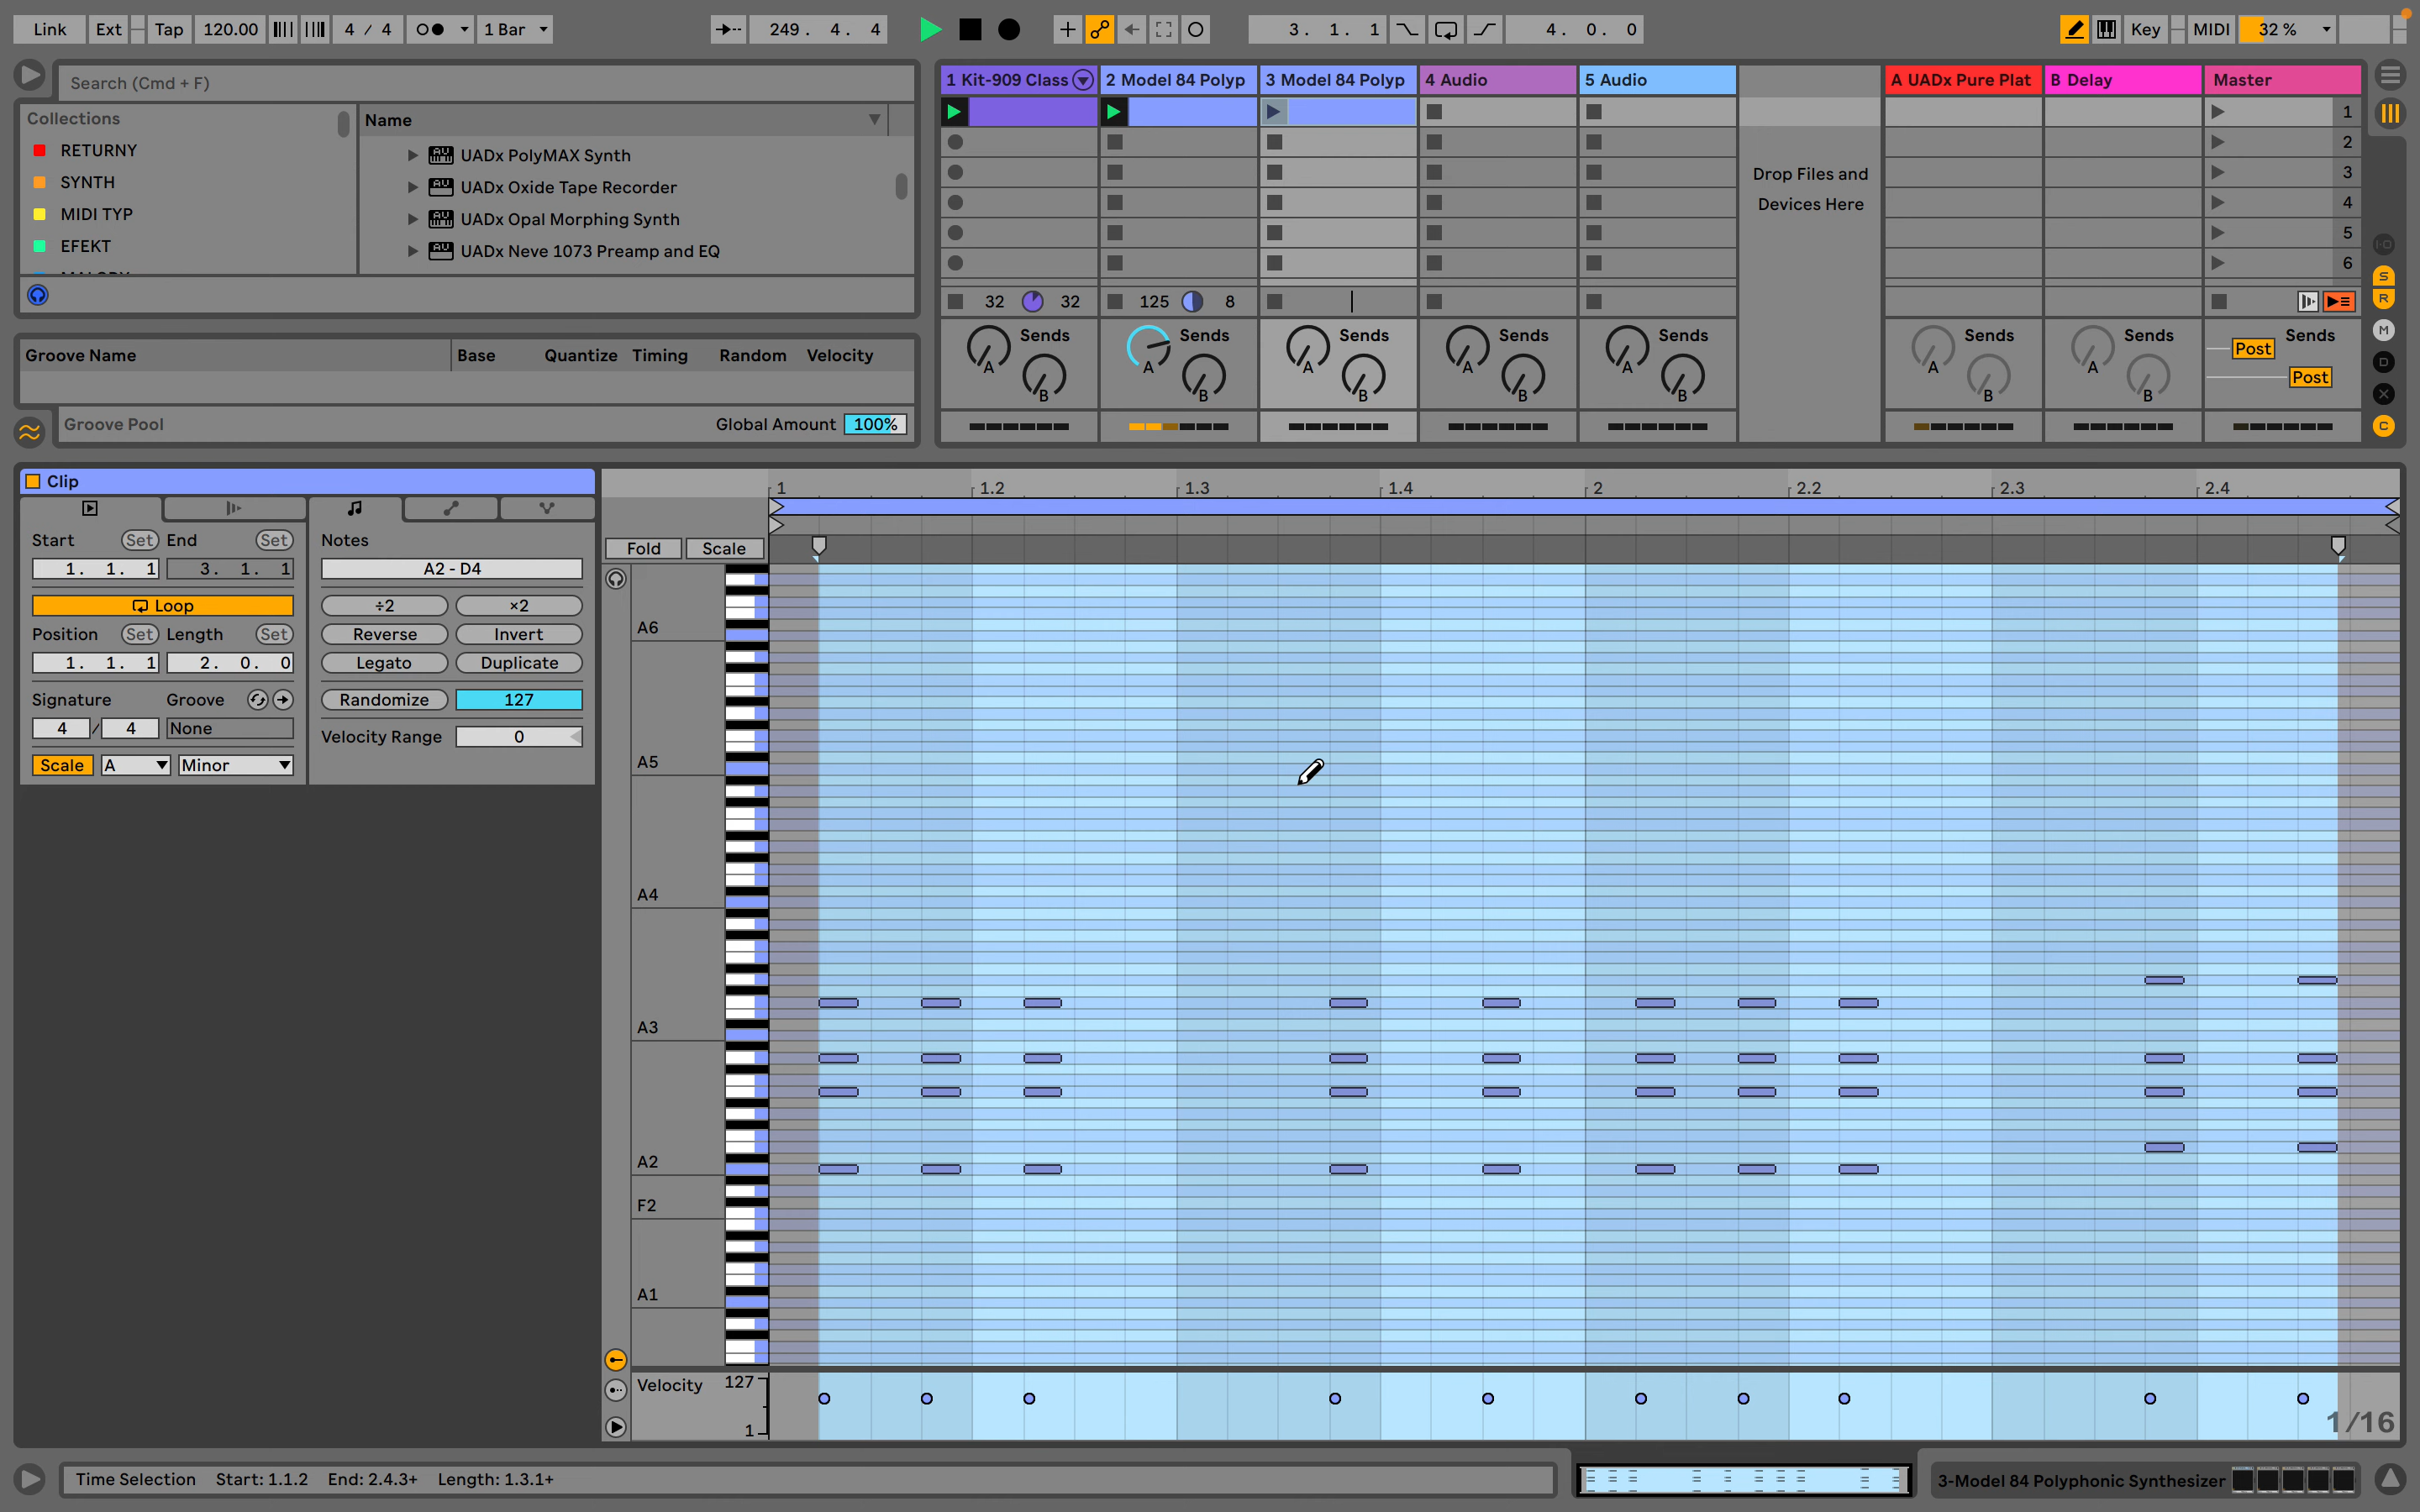 Link Ext Tap 120.00 4 / 4 1 Bar 249. 4. 4 3. 1. 1 4. 0. 0 Key MIDI 32 %
Search (Cmd + F)
Collections
RETURNY
SYNTH
MIDI TYP
EFEKT
Name
UADx PolyMAX Synth
UADx Oxide Tape Recorder
UADx Opal Morphing Synth
UADx Neve 1073 Preamp and EQ
Groove Name Base Quantize Timing Random Velocity
Groove Pool Global Amount 100%
1 Kit-909 Class 2 Model 84 Polyp 3 Model 84 Polyp 4 Audio 5 Audio A UADx Pure Plat B Delay Master
1
2
3
4
5
6
Drop Files and
Devices Here
32 32 125 8
Sends Sends Sends Sends Sends Sends Sends Sends
A A A A A A A Post
B B B B B B B Post
I·O
S
R
M
D
X
C
Clip
Start Set End Set
1. 1. 1 3. 1. 1
Loop
Position Set Length Set
1. 1. 1 2. 0. 0
Signature Groove
4 / 4 None
Scale A Minor
Notes
A2 - D4
÷2 ×2
Reverse Invert
Legato Duplicate
Randomize 127
Velocity Range 0
1 1.2 1.3 1.4 2 2.2 2.3 2.4
Fold Scale
A6
A5
A4
A3
A2
F2
A1
Velocity 127
1
1/16
Time Selection Start: 1.1.2 End: 2.4.3+ Length: 1.3.1+
3-Model 84 Polyphonic Synthesizer